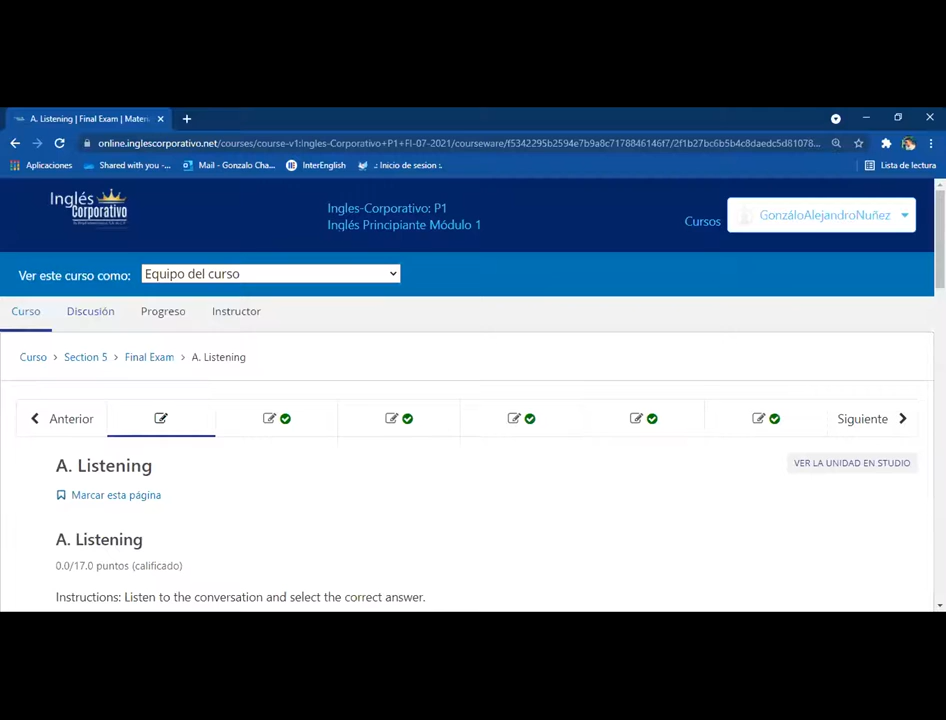 A. Listening | Final Exam | Mater
online.inglescorporativo.net/courses/course-v1:Ingles-Corporativo+P1+FI-07-2021/courseware/f5342295b2594e7b9a8c7178846146f7/2f1b27bc6b5b4c8daedc5d81078...
Aplicaciones
Shared with you -...
Mail - Gonzalo Cha...
InterEnglish
.: Inicio de sesion :.
Lista de lectura
Inglés
Corporativo
Ingles-Corporativo: P1
Inglés Principiante Módulo 1
Cursos
GonzáloAlejandroNuñez
Ver este curso como:
Equipo del curso
Curso
Discusión
Progreso
Instructor
Curso > Section 5 > Final Exam > A. Listening
Anterior
Siguiente
A. Listening
VER LA UNIDAD EN STUDIO
Marcar esta página
A. Listening
0.0/17.0 puntos (calificado)
Instructions: Listen to the conversation and select the correct answer.